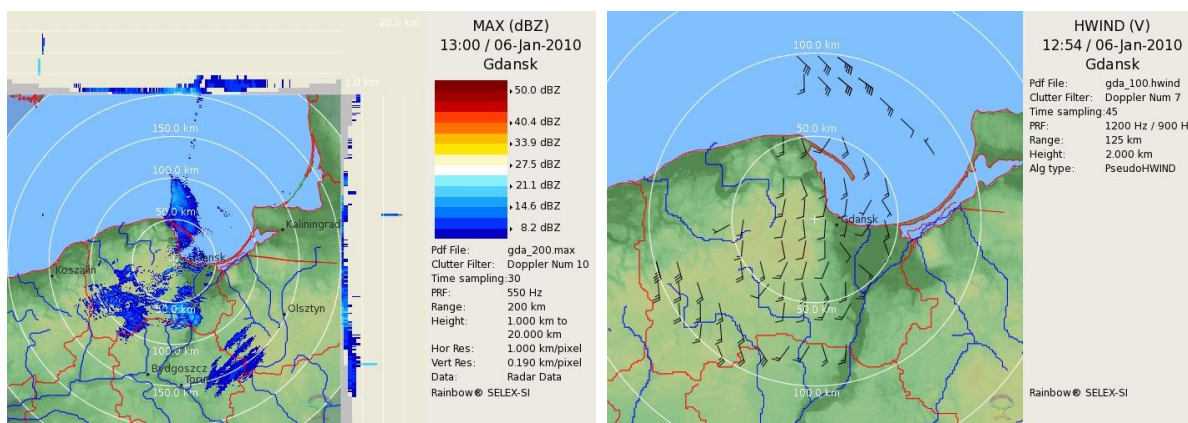 20.0 km
1.0 km
150.0 km
100.0 km
50.0 km
Kaliningrad
Gdansk
Koszalin
50.0 km
Olsztyn
100.0 km
Bydgoszcz
Torun
150.0 km
MAX (dBZ)
13:00 / 06-Jan-2010
Gdansk
50.0 dBZ
40.4 dBZ
33.9 dBZ
27.5 dBZ
21.1 dBZ
14.6 dBZ
8.2 dBZ
Pdf File: gda_200.max
Clutter Filter: Doppler Num 10
Time sampling:30
PRF: 550 Hz
Range: 200 km
Height: 1.000 km to
20.000 km
Hor Res: 1.000 km/pixel
Vert Res: 0.190 km/pixel
Data: Radar Data
Rainbow® SELEX-SI
100.0 km
50.0 km
Gdansk
50.0 km
100.0 km
HWIND (V)
12:54 / 06-Jan-2010
Gdansk
Pdf File: gda_100.hwind
Clutter Filter: Doppler Num 7
Time sampling:45
PRF: 1200 Hz / 900 H
Range: 125 km
Height: 2.000 km
Alg type: PseudoHWIND
Rainbow® SELEX-SI